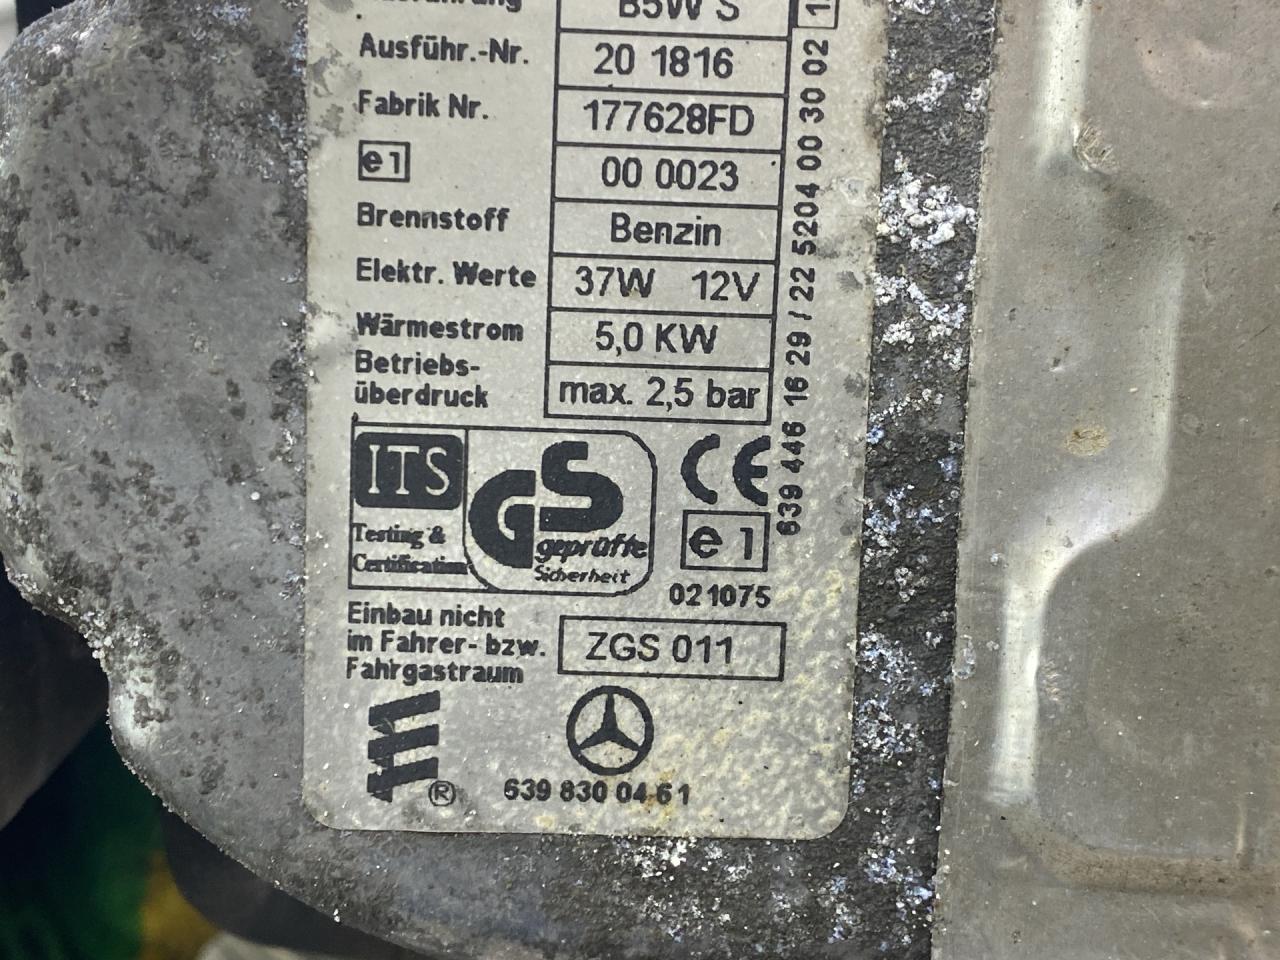 Ausführung B5W S
Ausführ.-Nr. 20 1816
Fabrik Nr. 177628FD
e1 00 0023
Brennstoff Benzin
Elektr. Werte 37W 12V
Wärmestrom 5,0 KW
Betriebs-
überdruck max. 2,5 bar
639 446 16 29 / 22 5204 00 30 02
ITS
Testing &
Certification
GS
geprüfte
Sicherheit
CE
e1
021075
Einbau nicht
im Fahrer- bzw.
Fahrgastraum
ZGS 011
®
639 830 04 61